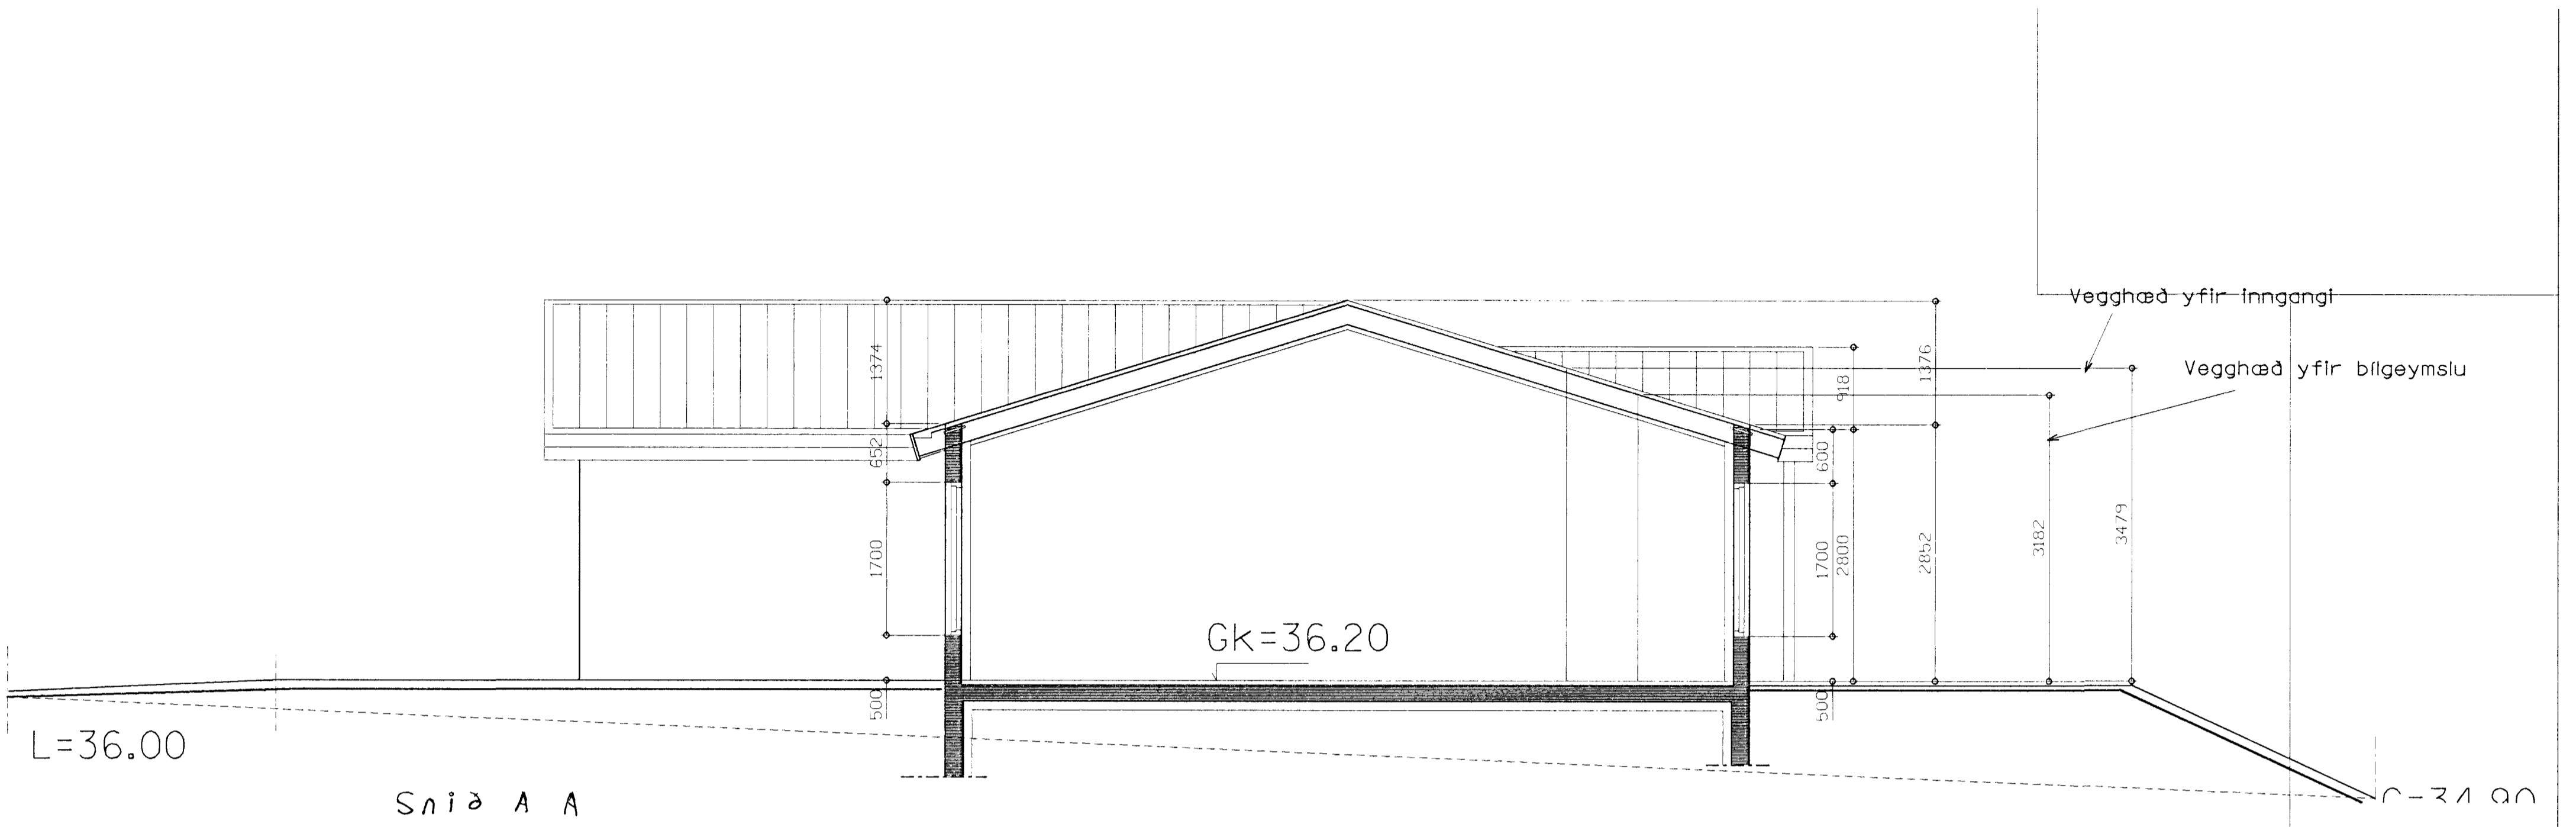 Vegghæð yfir inngangi
Vegghæð yfir bílgeymslu
1374
652
1700
500
1376
918
600
1700
2800
2852
3182
3479
500
Gk=36.20
L=36.00
Snið A A